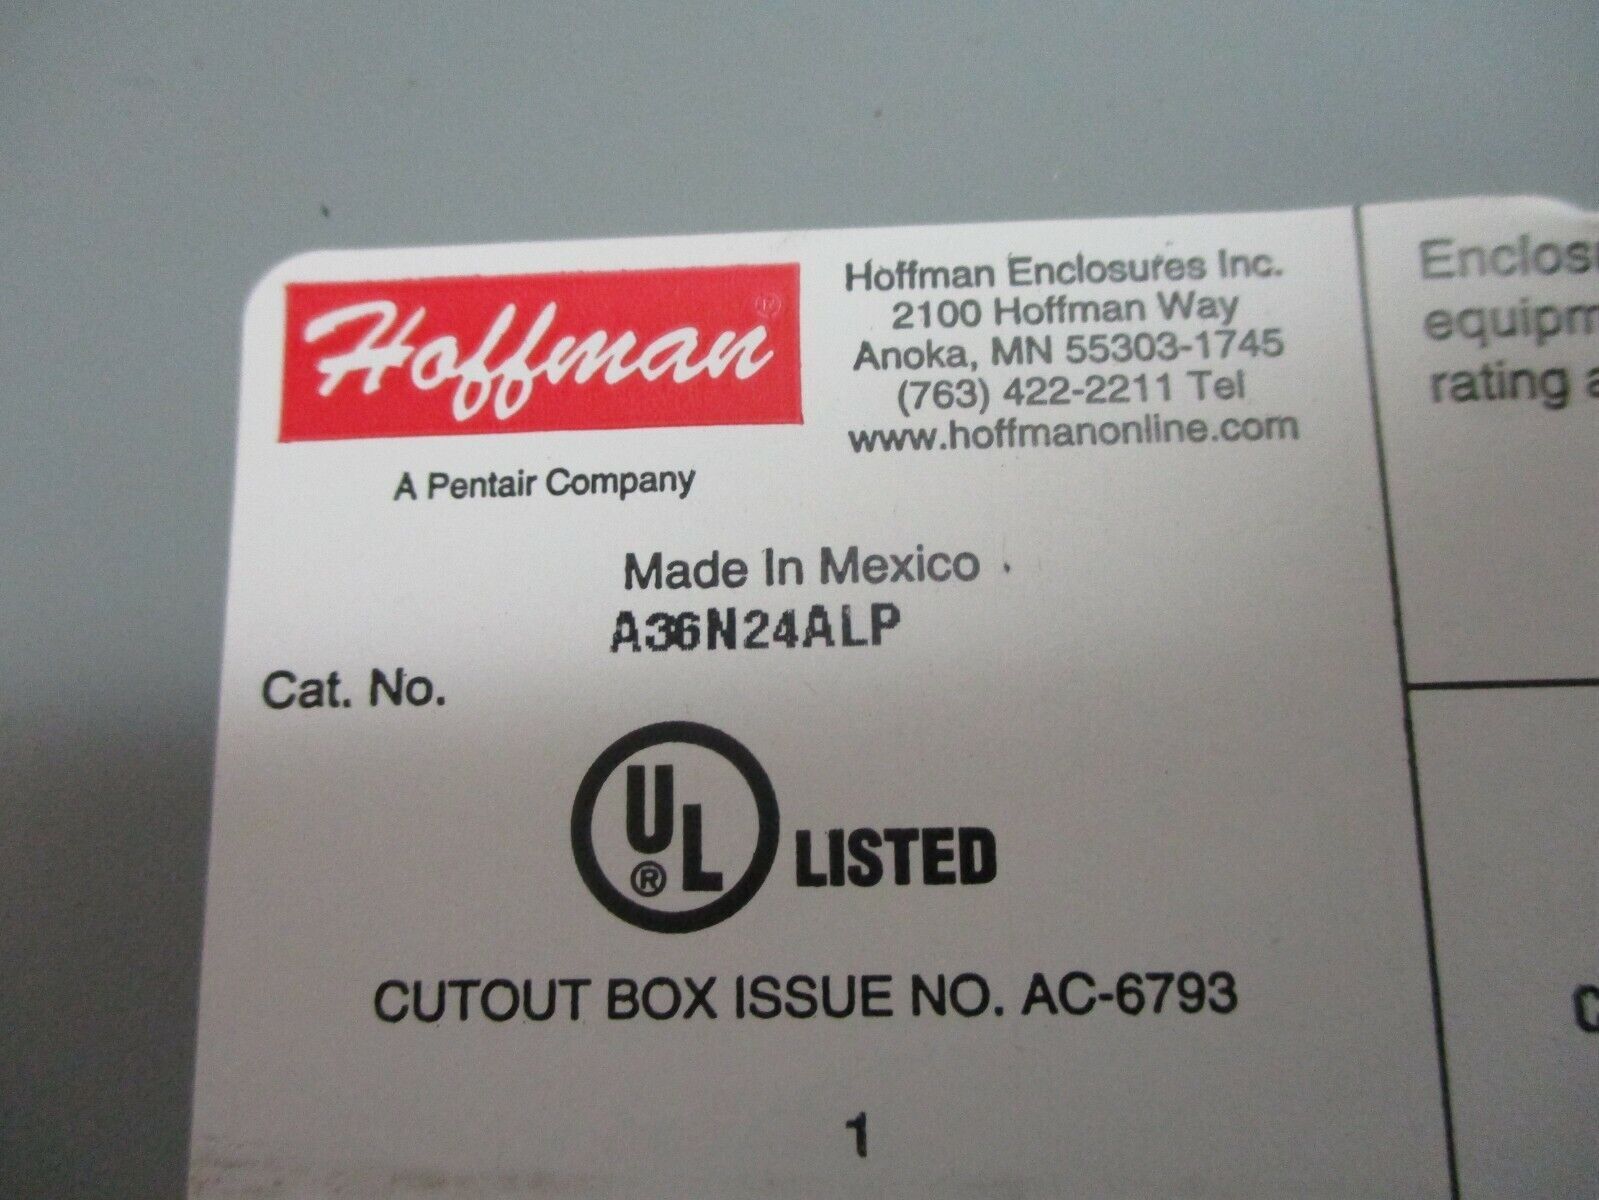 Hoffman ®
A Pentair Company
Hoffman Enclosures Inc.
2100 Hoffman Way
Anoka, MN 55303-1745
(763) 422-2211 Tel
www.hoffmanonline.com
Made In Mexico
A36N24ALP
Cat. No.
UL ® LISTED
CUTOUT BOX ISSUE NO. AC-6793
1
rating